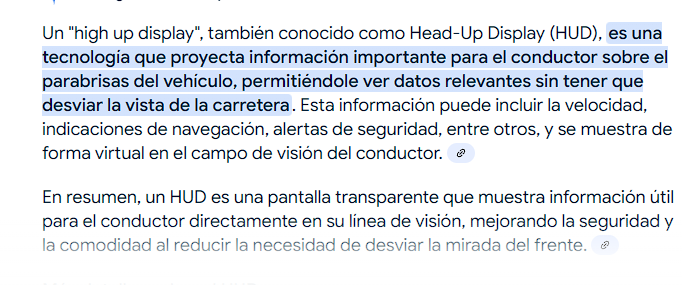 Un "high up display", también conocido como Head-Up Display (HUD), es una
tecnología que proyecta información importante para el conductor sobre el
parabrisas del vehículo, permitiéndole ver datos relevantes sin tener que
desviar la vista de la carretera. Esta información puede incluir la velocidad,
indicaciones de navegación, alertas de seguridad, entre otros, y se muestra de
forma virtual en el campo de visión del conductor.
En resumen, un HUD es una pantalla transparente que muestra información útil
para el conductor directamente en su línea de visión, mejorando la seguridad y
la comodidad al reducir la necesidad de desviar la mirada del frente.